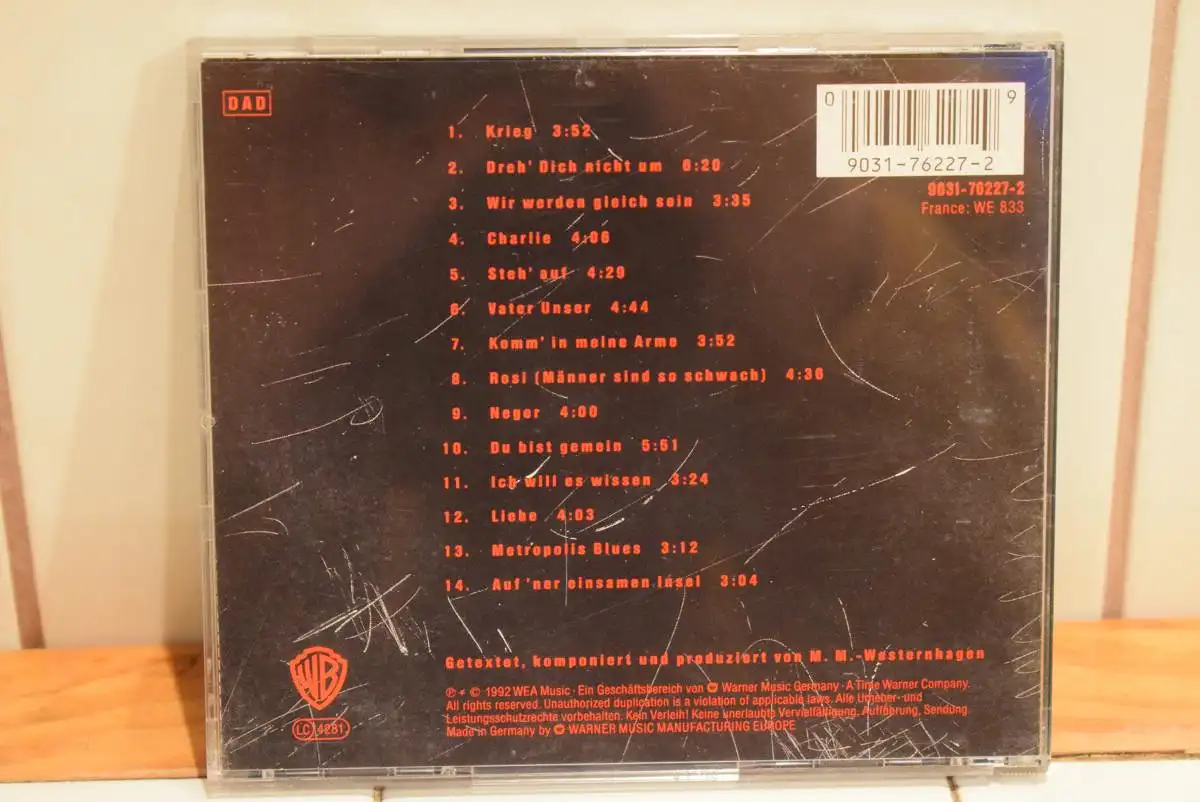 DAD
0 9
9031-76227-2
9031-76227-2
France: WE 833
1. Krieg 3:52
2. Dreh' Dich nicht um 6:20
3. Wir werden gleich sein 3:35
4. Charlie 4:06
5. Steh' auf 4:29
6. Vater Unser 4:44
7. Komm' in meine Arme 3:52
8. Rosi (Männer sind so schwach) 4:36
9. Neger 4:00
10. Du bist gemein 5:51
11. Ich will es wissen 3:24
12. Liebe 4:03
13. Metropolis Blues 3:12
14. Auf 'ner einsamen Insel 3:04
Getextet, komponiert und produziert von M. M.-Westernhagen
WB
LC 4281
℗ + © 1992 WEA Music · Ein Geschäftsbereich von Warner Music Germany · A Time Warner Company.
All rights reserved. Unauthorized duplication is a violation of applicable laws. Alle Urheber- und
Leistungsschutzrechte vorbehalten. Kein Verleih! Keine unerlaubte Vervielfältigung, Aufführung, Sendung.
Made in Germany by WARNER MUSIC MANUFACTURING EUROPE